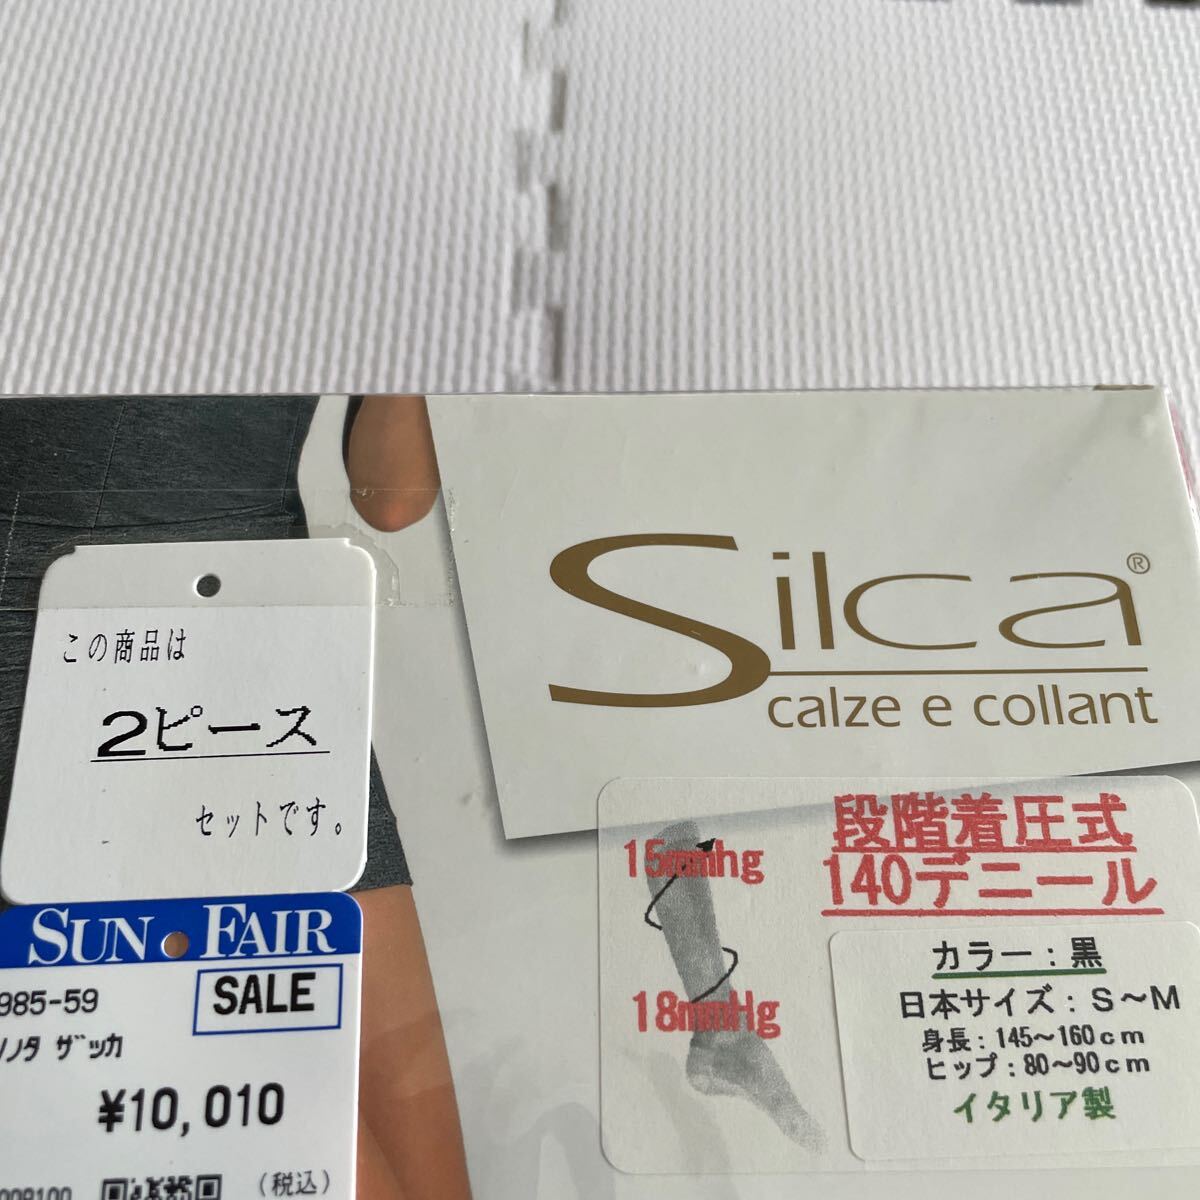 この商品は
2ピース
セットです。
SUN FAIR
SALE
985-59
ｿﾉﾀ ｻﾞｯｶ
¥10,010
(税込)
Silca®
calze e collant
段階着圧式
140デニール
15mmhg
18mmHg
カラー:黒
日本サイズ:S〜M
身長:145〜160cm
ヒップ:80〜90cm
イタリア製